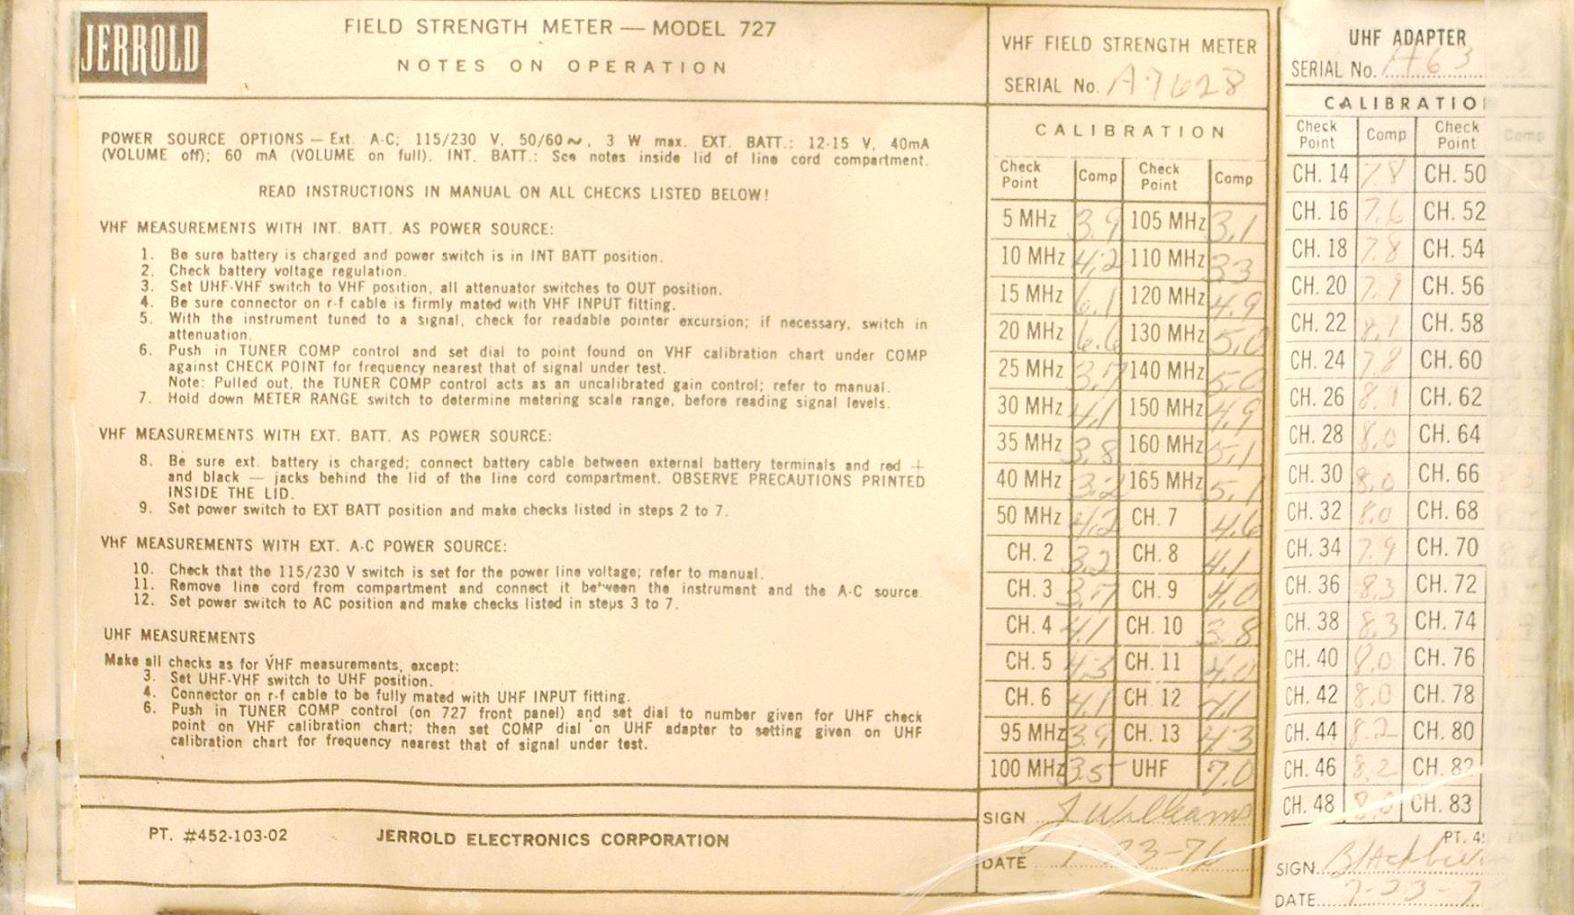 JERROLD
FIELD STRENGTH METER — MODEL 727
NOTES ON OPERATION
POWER SOURCE OPTIONS — Ext. A-C; 115/230 V, 50/60 ~, 3 W max. EXT. BATT.: 12-15 V, 40mA
(VOLUME off); 60 mA (VOLUME on full). INT. BATT.: See notes inside lid of line cord compartment.
READ INSTRUCTIONS IN MANUAL ON ALL CHECKS LISTED BELOW!
VHF MEASUREMENTS WITH INT. BATT. AS POWER SOURCE:
1. Be sure battery is charged and power switch is in INT BATT position.
2. Check battery voltage regulation.
3. Set UHF-VHF switch to VHF position, all attenuator switches to OUT position.
4. Be sure connector on r-f cable is firmly mated with VHF INPUT fitting.
5. With the instrument tuned to a signal, check for readable pointer excursion; if necessary, switch in
attenuation.
6. Push in TUNER COMP control and set dial to point found on VHF calibration chart under COMP
against CHECK POINT for frequency nearest that of signal under test.
Note: Pulled out, the TUNER COMP control acts as an uncalibrated gain control; refer to manual.
7. Hold down METER RANGE switch to determine metering scale range, before reading signal levels.
VHF MEASUREMENTS WITH EXT. BATT. AS POWER SOURCE:
8. Be sure ext. battery is charged; connect battery cable between external battery terminals and red +
and black — jacks behind the lid of the line cord compartment. OBSERVE PRECAUTIONS PRINTED
INSIDE THE LID.
9. Set power switch to EXT BATT position and make checks listed in steps 2 to 7.
VHF MEASUREMENTS WITH EXT. A-C POWER SOURCE:
10. Check that the 115/230 V switch is set for the power line voltage; refer to manual.
11. Remove line cord from compartment and connect it between the instrument and the A-C source.
12. Set power switch to AC position and make checks listed in steps 3 to 7.
UHF MEASUREMENTS
Make all checks as for VHF measurements, except:
3. Set UHF-VHF switch to UHF position.
4. Connector on r-f cable to be fully mated with UHF INPUT fitting.
6. Push in TUNER COMP control (on 727 front panel) and set dial to number given for UHF check
point on VHF calibration chart; then set COMP dial on UHF adapter to setting given on UHF
calibration chart for frequency nearest that of signal under test.
PT. #452-103-02 JERROLD ELECTRONICS CORPORATION
VHF FIELD STRENGTH METER
SERIAL No. A7628
CALIBRATION
Check Point Comp Check Point Comp
5 MHz 3.9 105 MHz 3.1
10 MHz 4.2 110 MHz 3.3
15 MHz 6.1 120 MHz 4.9
20 MHz 6.6 130 MHz 5.0
25 MHz 3.7 140 MHz 5.0
30 MHz 4.1 150 MHz 4.9
35 MHz 3.8 160 MHz 5.1
40 MHz 3.2 165 MHz 5.1
50 MHz 4.2 CH. 7 4.6
CH. 2 3.2 CH. 8 4.1
CH. 3 3.7 CH. 9 4.0
CH. 4 4.1 CH. 10 3.8
CH. 5 4.3 CH. 11 4.0
CH. 6 4.1 CH. 12 4.1
95 MHz 3.9 CH. 13 4.3
100 MHz 3.5 UHF 7.0
SIGN J Williams
DATE 7-23-76
UHF ADAPTER
SERIAL No. A63
CALIBRATIO
Check Point Comp Check Point Comp
CH. 14 7.8 CH. 50
CH. 16 7.6 CH. 52
CH. 18 7.8 CH. 54
CH. 20 7.9 CH. 56
CH. 22 8.1 CH. 58
CH. 24 7.8 CH. 60
CH. 26 8.1 CH. 62
CH. 28 8.0 CH. 64
CH. 30 8.0 CH. 66
CH. 32 8.0 CH. 68
CH. 34 7.9 CH. 70
CH. 36 8.3 CH. 72
CH. 38 8.3 CH. 74
CH. 40 8.0 CH. 76
CH. 42 8.0 CH. 78
CH. 44 8.2 CH. 80
CH. 46 8.2 CH. 82
CH. 48 8.0 CH. 83
PT. 45
SIGN
DATE 7-23-7